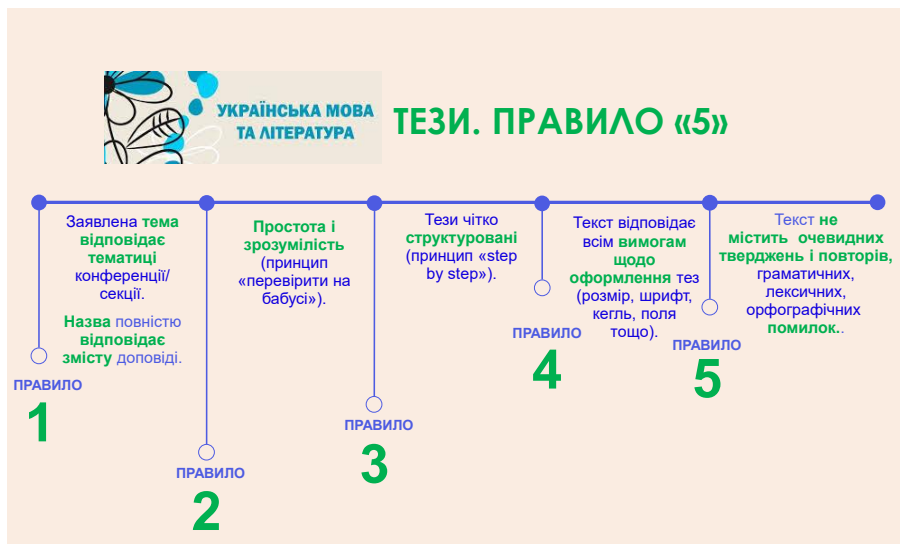 УКРАЇНСЬКА МОВА
ТА ЛІТЕРАТУРА
ТЕЗИ. ПРАВИЛО «5»
Заявлена тема
відповідає
тематиці
конференції/
секції.
Назва повністю
відповідає
змісту доповіді.
ПРАВИЛО
1
Простота і
зрозумілість
(принцип
«перевірити на
бабусі»).
ПРАВИЛО
2
Тези чітко
структуровані
(принцип «step
by step»).
ПРАВИЛО
3
Текст відповідає
всім вимогам
щодо
оформлення тез
(розмір, шрифт,
кегль, поля
тощо).
ПРАВИЛО
4
Текст не
містить очевидних
тверджень і повторів,
граматичних,
лексичних,
орфографічних
помилок..
ПРАВИЛО
5